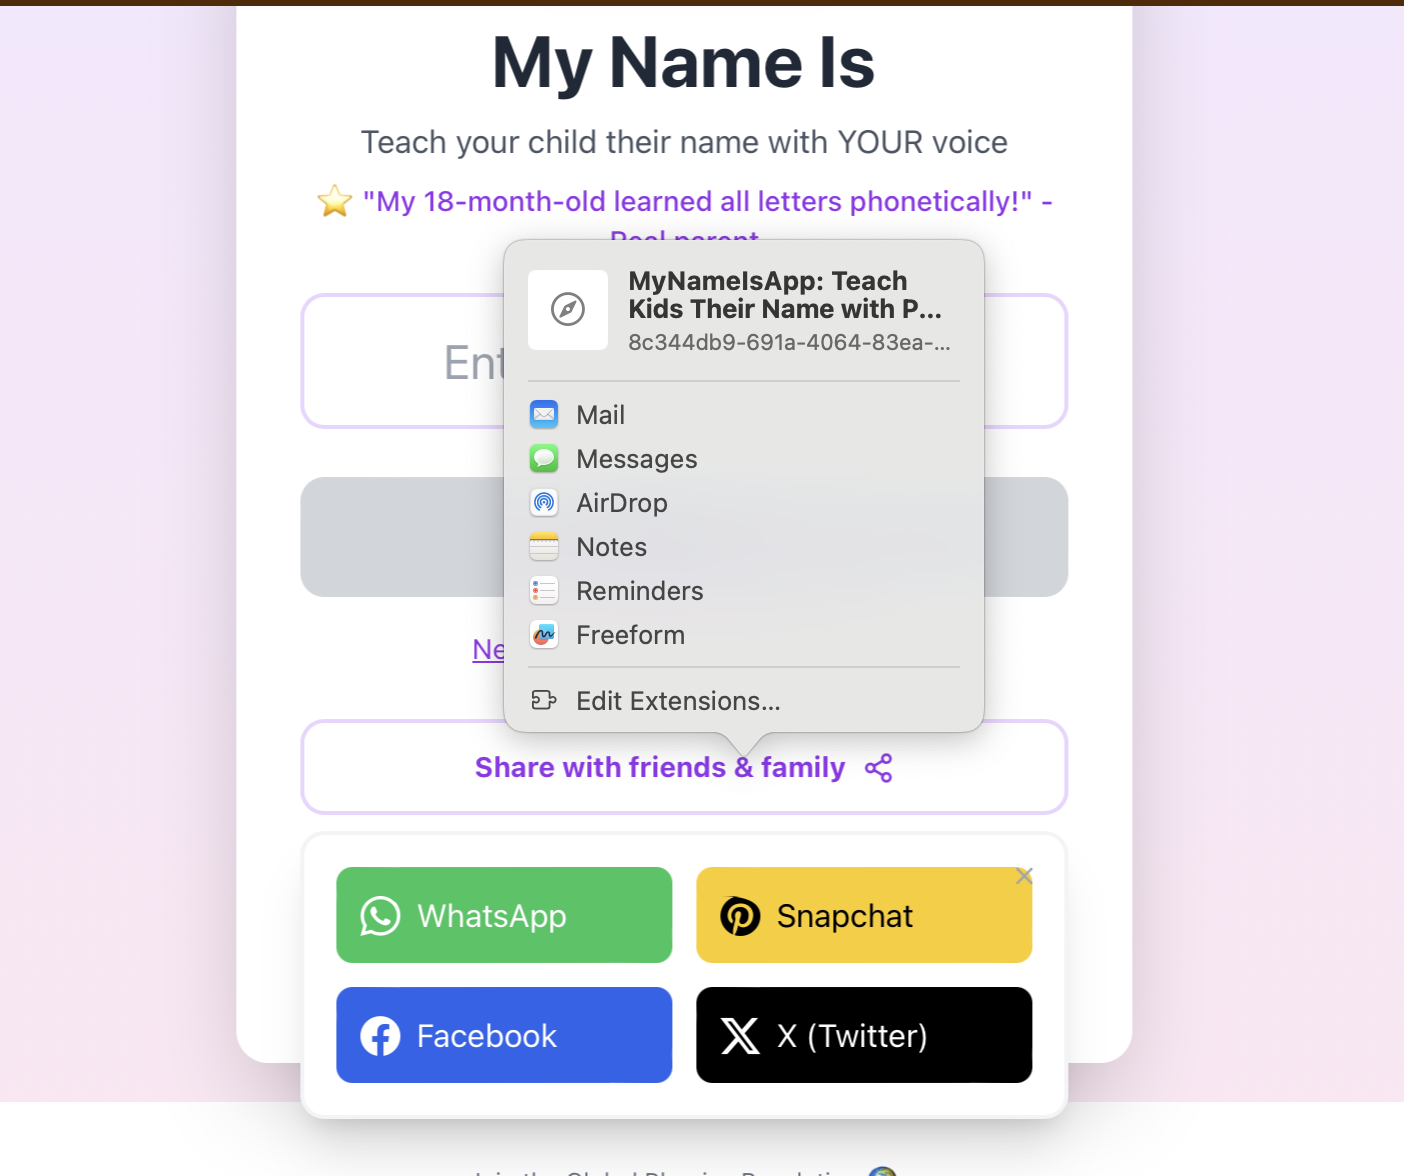 My Name Is
Teach your child their name with YOUR voice
⭐ "My 18-month-old learned all letters phonetically!" -
Real parent
MyNameIsApp: Teach
Kids Their Name with P...
8c344db9-691a-4064-83ea-...
Ent
Mail
Messages
AirDrop
Notes
Reminders
Freeform
Ne
Edit Extensions...
Share with friends & family
WhatsApp
Snapchat
Facebook
X (Twitter)